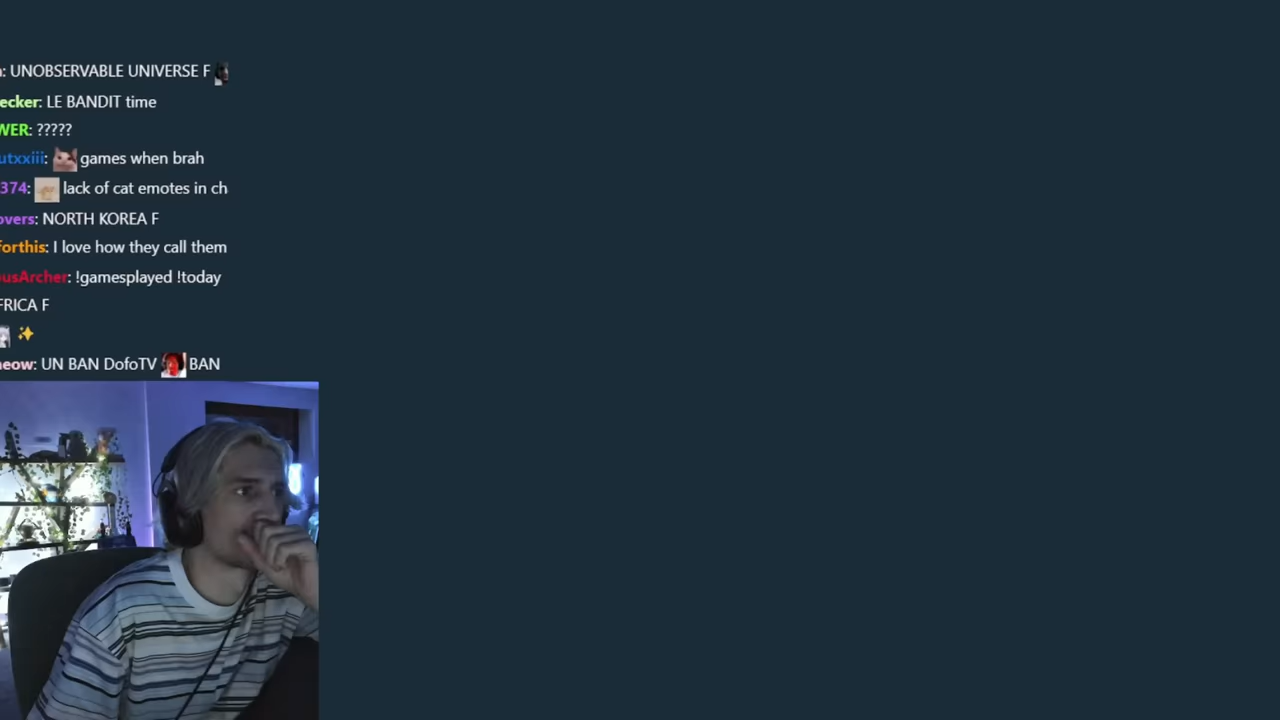 : UNOBSERVABLE UNIVERSE F
ecker: LE BANDIT time
WER: ?????
utxxiii: games when brah
374: lack of cat emotes in ch
overs: NORTH KOREA F
forthis: I love how they call them
usArcher: !gamesplayed !today
FRICA F
meow: UN BAN DofoTV BAN